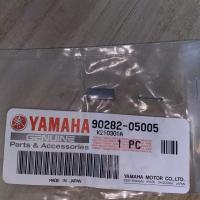 YAMAHA 90282-05005
GENUINE K210301A
Parts & Accessories
1 PC
MADE IN JAPAN
YAMAHA MOTOR CO., LTD.